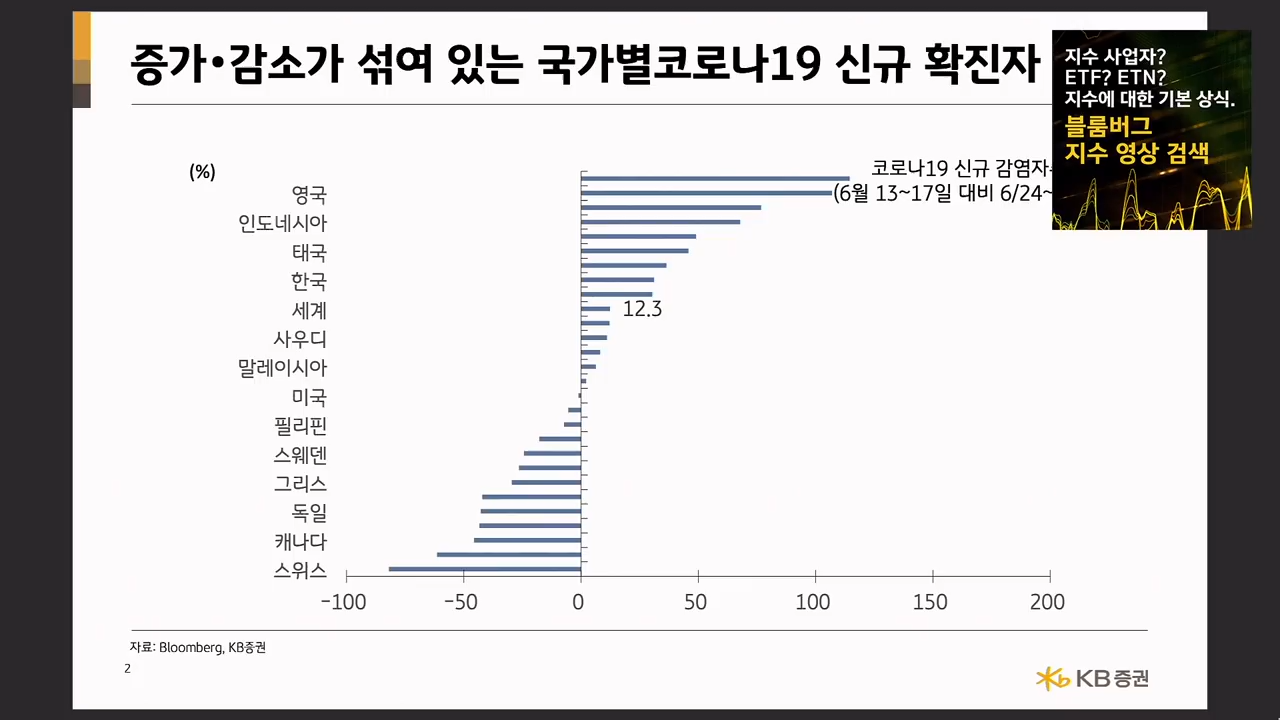 증가•감소가 섞여 있는 국가별코로나19 신규 확진자
지수 사업자?
ETF? ETN?
지수에 대한 기본 상식.
블룸버그
지수 영상 검색
(%)
코로나19 신규 감염자
(6월 13~17일 대비 6/24~
영국
인도네시아
태국
한국
세계
12.3
사우디
말레이시아
미국
필리핀
스웨덴
그리스
독일
캐나다
스위스
-100
-50
0
50
100
150
200
자료: Bloomberg, KB증권
2
KB증권